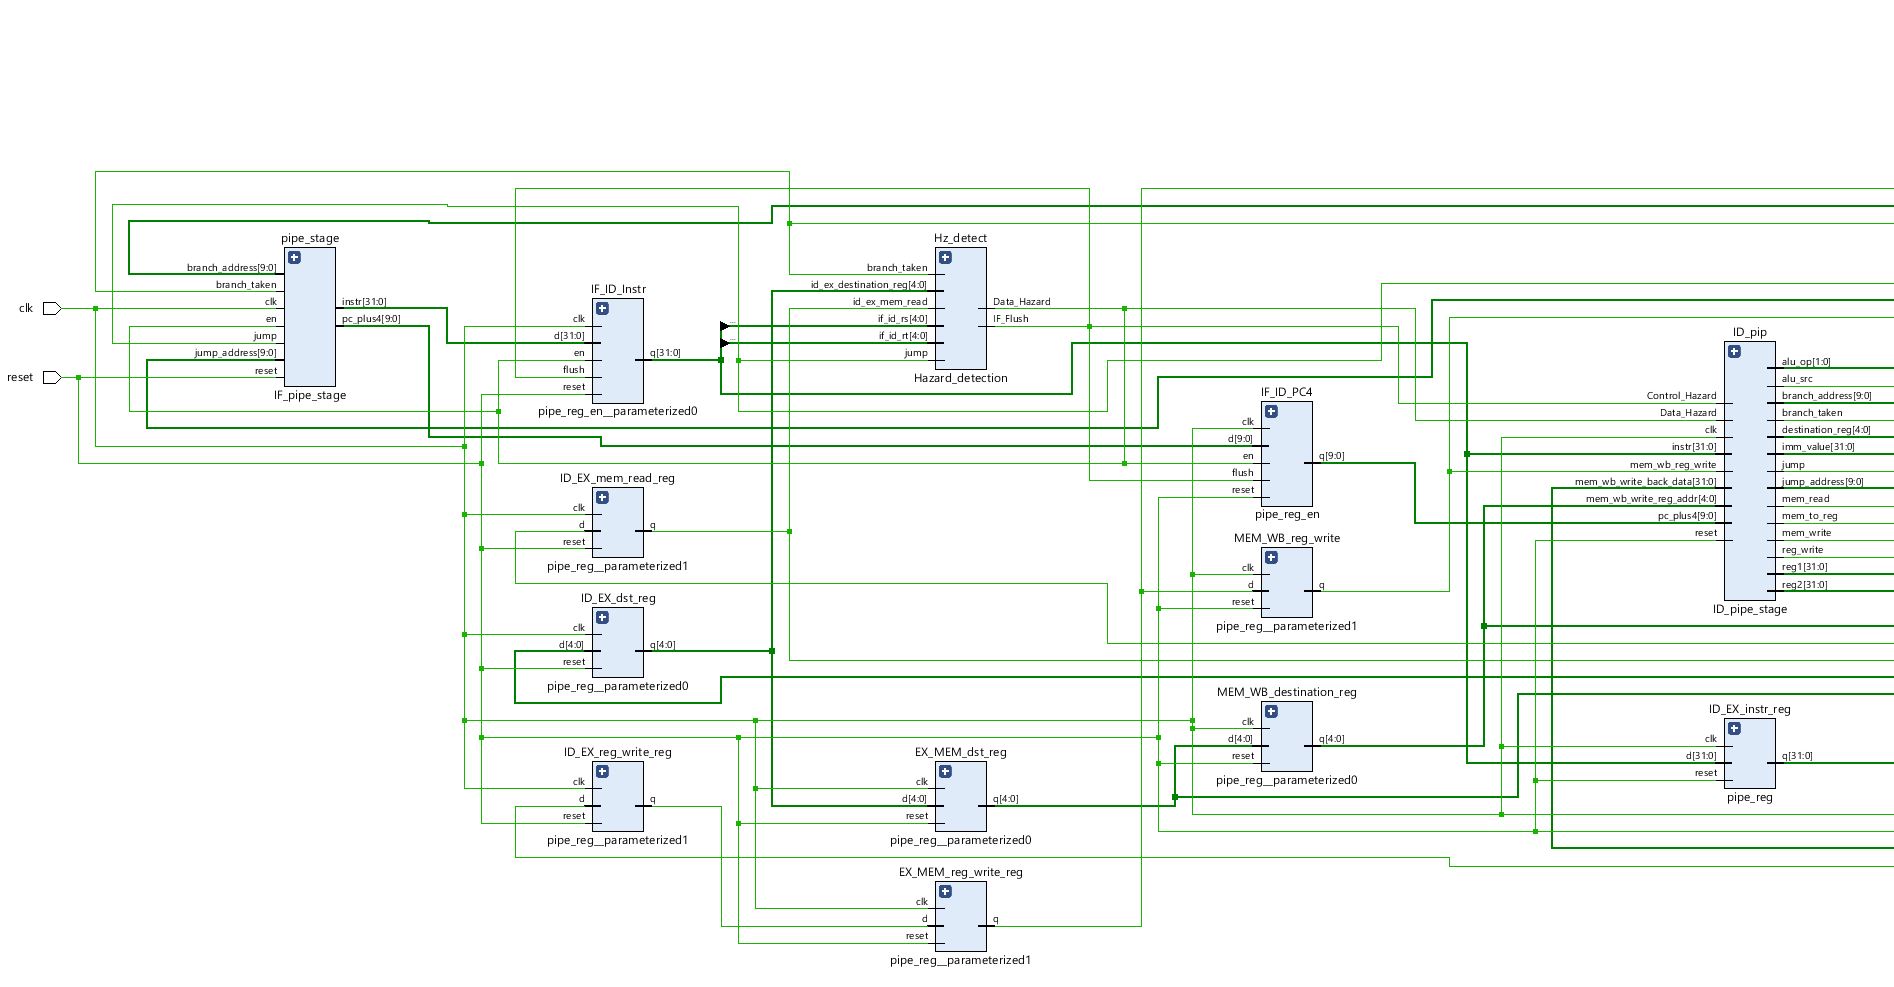 clk
reset
pipe_stage
branch_address[9:0]
branch_taken
clk
en
jump
jump_address[9:0]
reset
instr[31:0]
pc_plus4[9:0]
IF_pipe_stage
IF_ID_Instr
clk
d[31:0]
en
flush
reset
q[31:0]
pipe_reg_en__parameterized0
ID_EX_mem_read_reg
clk
d
reset
q
pipe_reg__parameterized1
ID_EX_dst_reg
clk
d[4:0]
reset
q[4:0]
pipe_reg__parameterized0
ID_EX_reg_write_reg
clk
d
reset
q
pipe_reg__parameterized1
...
...
Hz_detect
branch_taken
id_ex_destination_reg[4:0]
id_ex_mem_read
if_id_rs[4:0]
if_id_rt[4:0]
jump
Data_Hazard
IF_Flush
Hazard_detection
EX_MEM_dst_reg
clk
d[4:0]
reset
q[4:0]
pipe_reg__parameterized0
EX_MEM_reg_write_reg
clk
d
reset
q
pipe_reg__parameterized1
IF_ID_PC4
clk
d[9:0]
en
flush
reset
q[9:0]
pipe_reg_en
MEM_WB_reg_write
clk
d
reset
q
pipe_reg__parameterized1
MEM_WB_destination_reg
clk
d[4:0]
reset
q[4:0]
pipe_reg__parameterized0
ID_pip
Control_Hazard
Data_Hazard
clk
instr[31:0]
mem_wb_reg_write
mem_wb_write_back_data[31:0]
mem_wb_write_reg_addr[4:0]
pc_plus4[9:0]
reset
alu_op[1:0]
alu_src
branch_address[9:0]
branch_taken
destination_reg[4:0]
imm_value[31:0]
jump
jump_address[9:0]
mem_read
mem_to_reg
mem_write
reg_write
reg1[31:0]
reg2[31:0]
ID_pipe_stage
ID_EX_instr_reg
clk
d[31:0]
reset
q[31:0]
pipe_reg